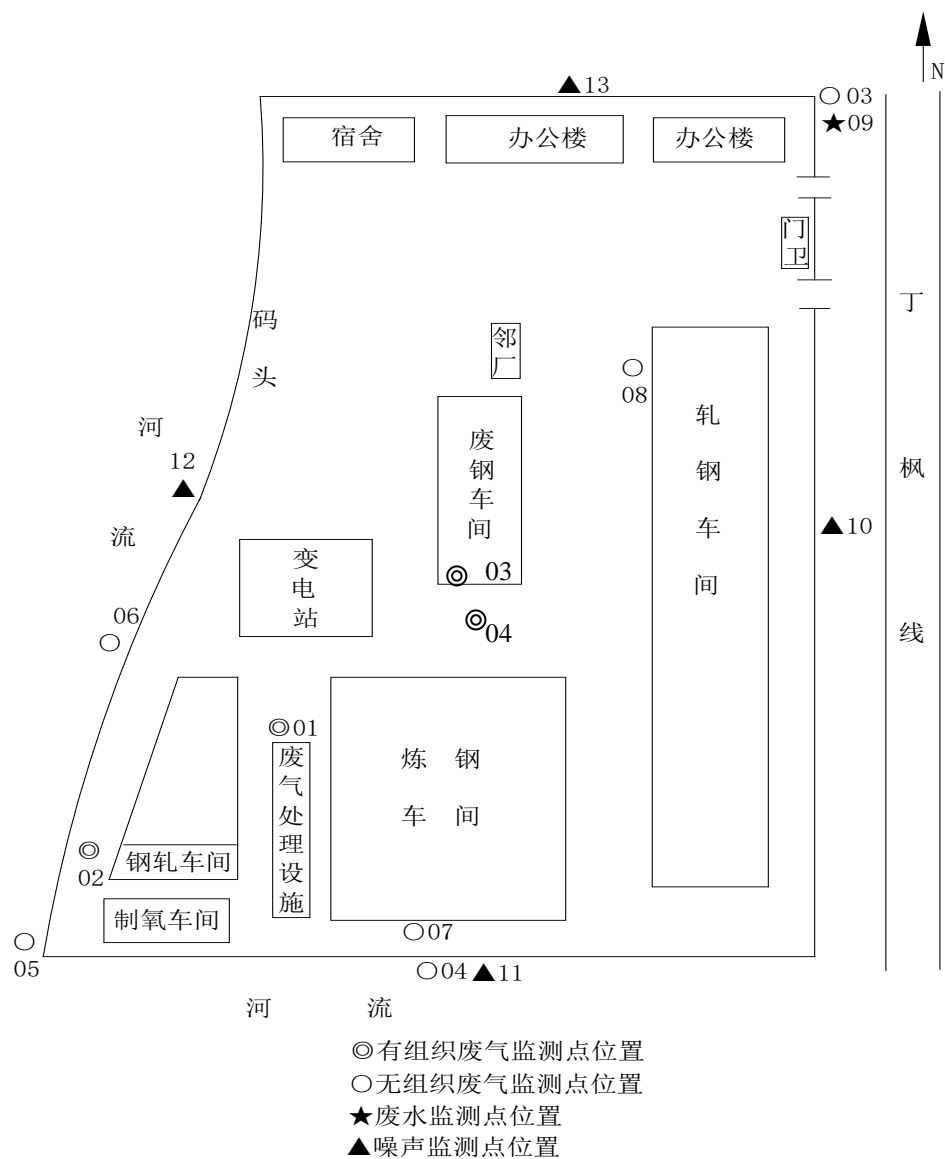 N
▲13
○03
★09
宿舍
办公楼
办公楼
门卫
丁枫线
码头
邻厂
○
08
轧钢车间
河流
12
▲
废钢车间
▲10
变电站
◎03
◎04
06
○
◎01
废气处理设施
炼钢
车间
◎
02
钢轧车间
制氧车间
○
05
○07
○04▲11
河流
◎有组织废气监测点位置
○无组织废气监测点位置
★废水监测点位置
▲噪声监测点位置